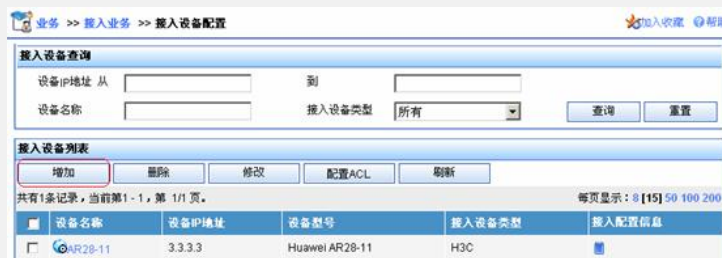 业务 >> 接入业务 >> 接入设备配置 加入收藏 帮助
接入设备查询
设备IP地址 从 到
设备名称 接入设备类型 所有 查询 重置
接入设备列表
增加 删除 修改 配置ACL 刷新
共有1条记录，当前第1 - 1，第 1/1 页。 每页显示：8 [15] 50 100 200
设备名称 设备IP地址 设备型号 接入设备类型 接入配置信息
AR28-11 3.3.3.3 Huawei AR28-11 H3C